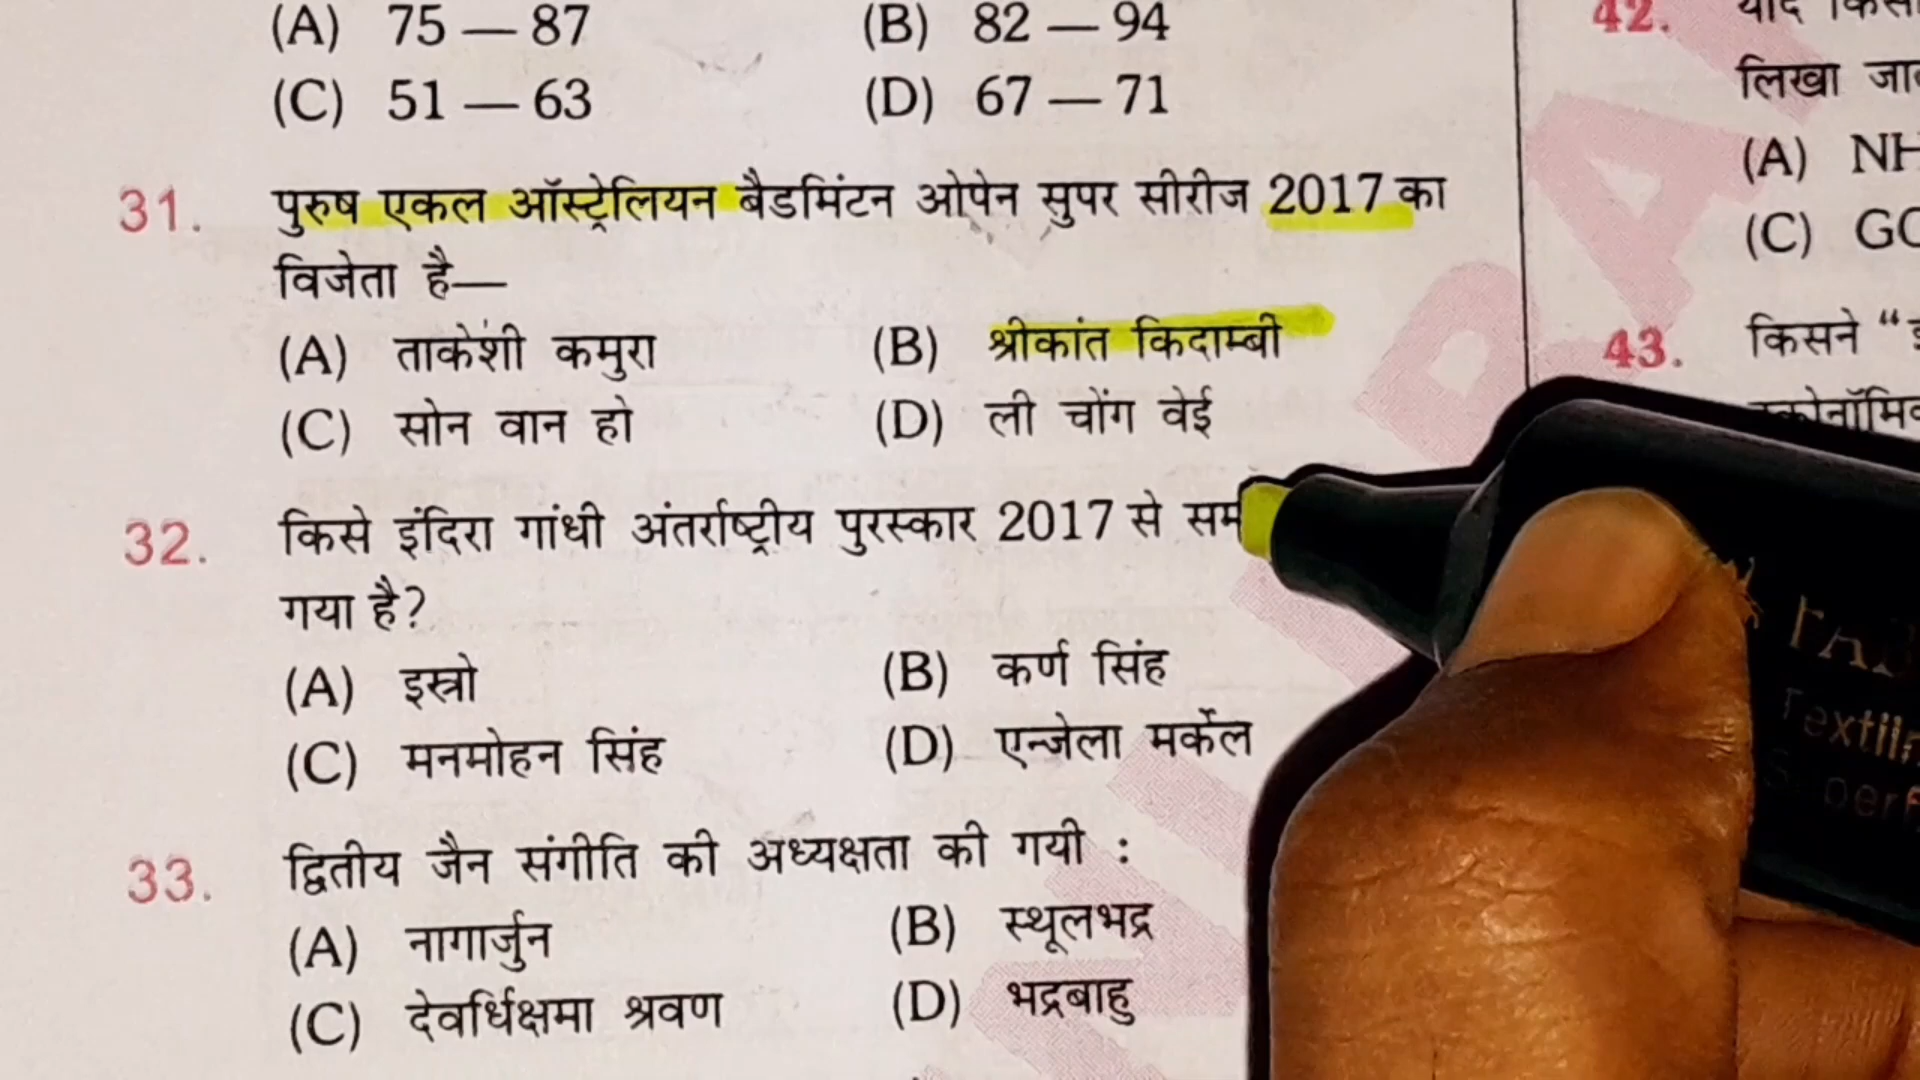 (A) 75 — 87 (B) 82 — 94
(C) 51 — 63 (D) 67 — 71
31. पुरुष एकल ऑस्ट्रेलियन बैडमिंटन ओपेन सुपर सीरीज 2017 का
विजेता है—
(A) ताकेशी कमुरा (B) श्रीकांत किदाम्बी
(C) सोन वान हो (D) ली चोंग वेई
32. किसे इंदिरा गांधी अंतर्राष्ट्रीय पुरस्कार 2017 से सम
गया है?
(A) इस्रो (B) कर्ण सिंह
(C) मनमोहन सिंह (D) एन्जेला मर्केल
33. द्वितीय जैन संगीति की अध्यक्षता की गयी :
(A) नागार्जुन (B) स्थूलभद्र
(C) देवर्धिक्षमा श्रवण (D) भद्रबाहु
42.
लिखा
(A) NH
(C) GO
43. किसने “